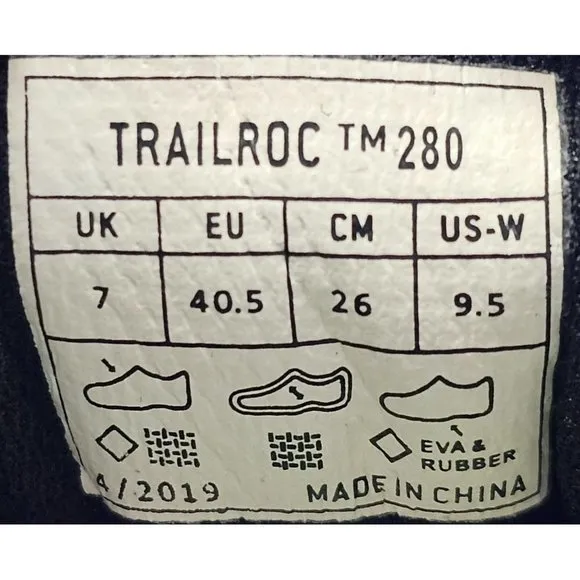 TRAILROC ™ 280
UK EU CM US-W
7 40.5 26 9.5
EVA &
RUBBER
4/2019 MADE IN CHINA